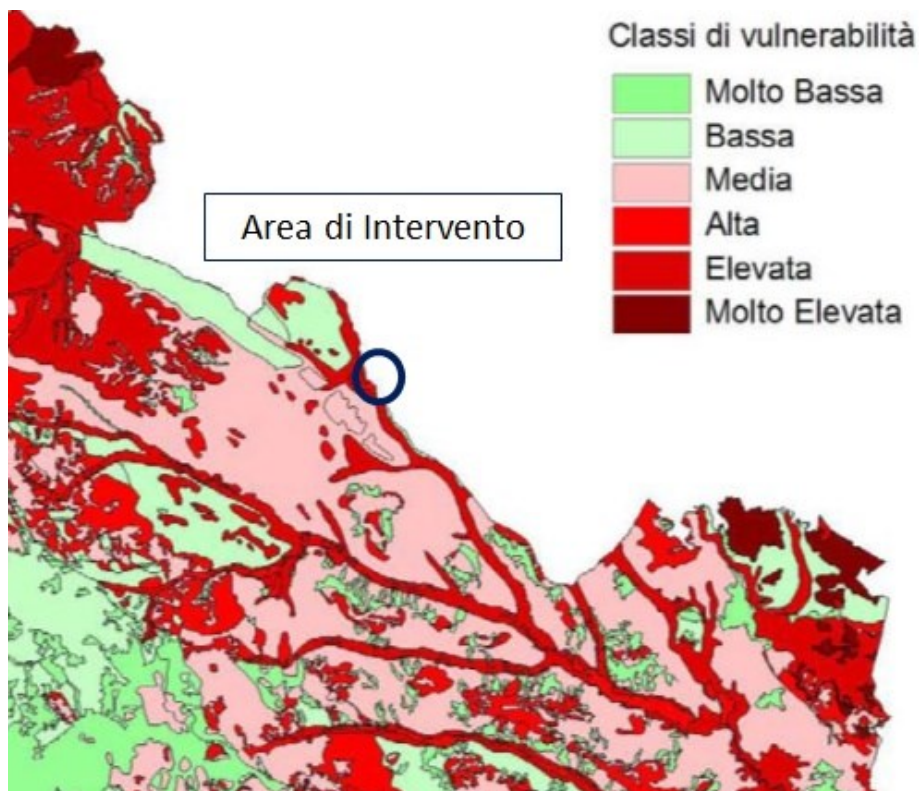 Classi di vulnerabilità
Molto Bassa
Bassa
Media
Alta
Elevata
Molto Elevata
Area di Intervento